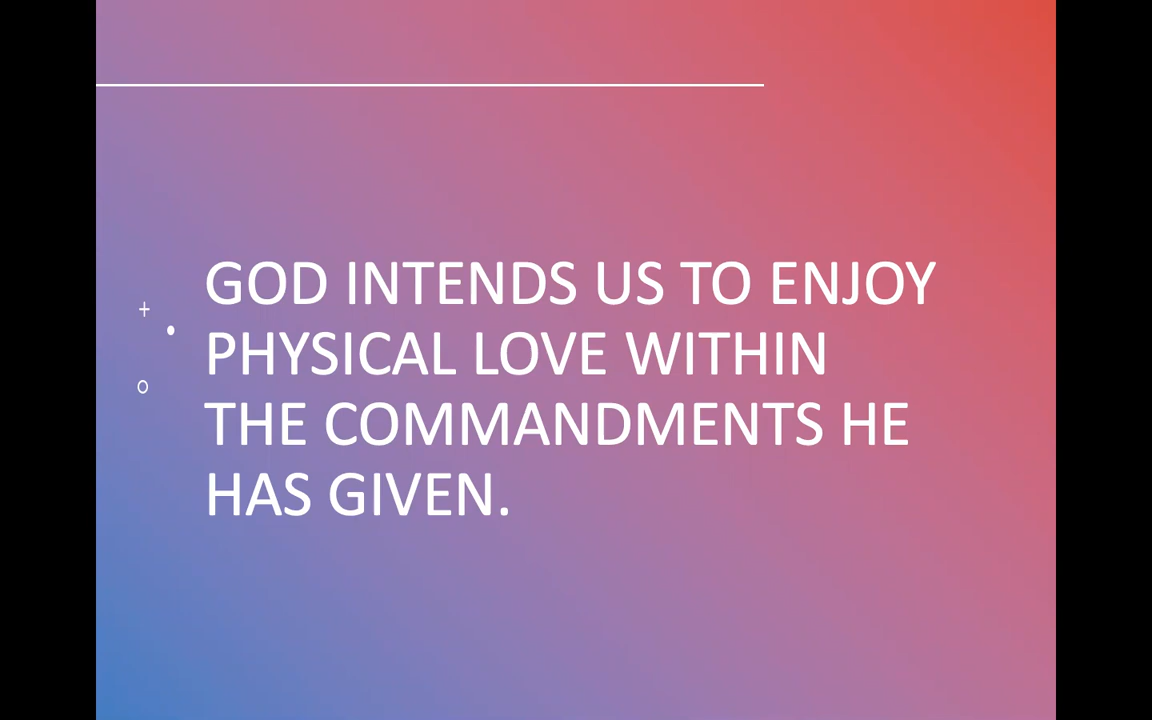 GOD INTENDS US TO ENJOY
PHYSICAL LOVE WITHIN
THE COMMANDMENTS HE
HAS GIVEN.